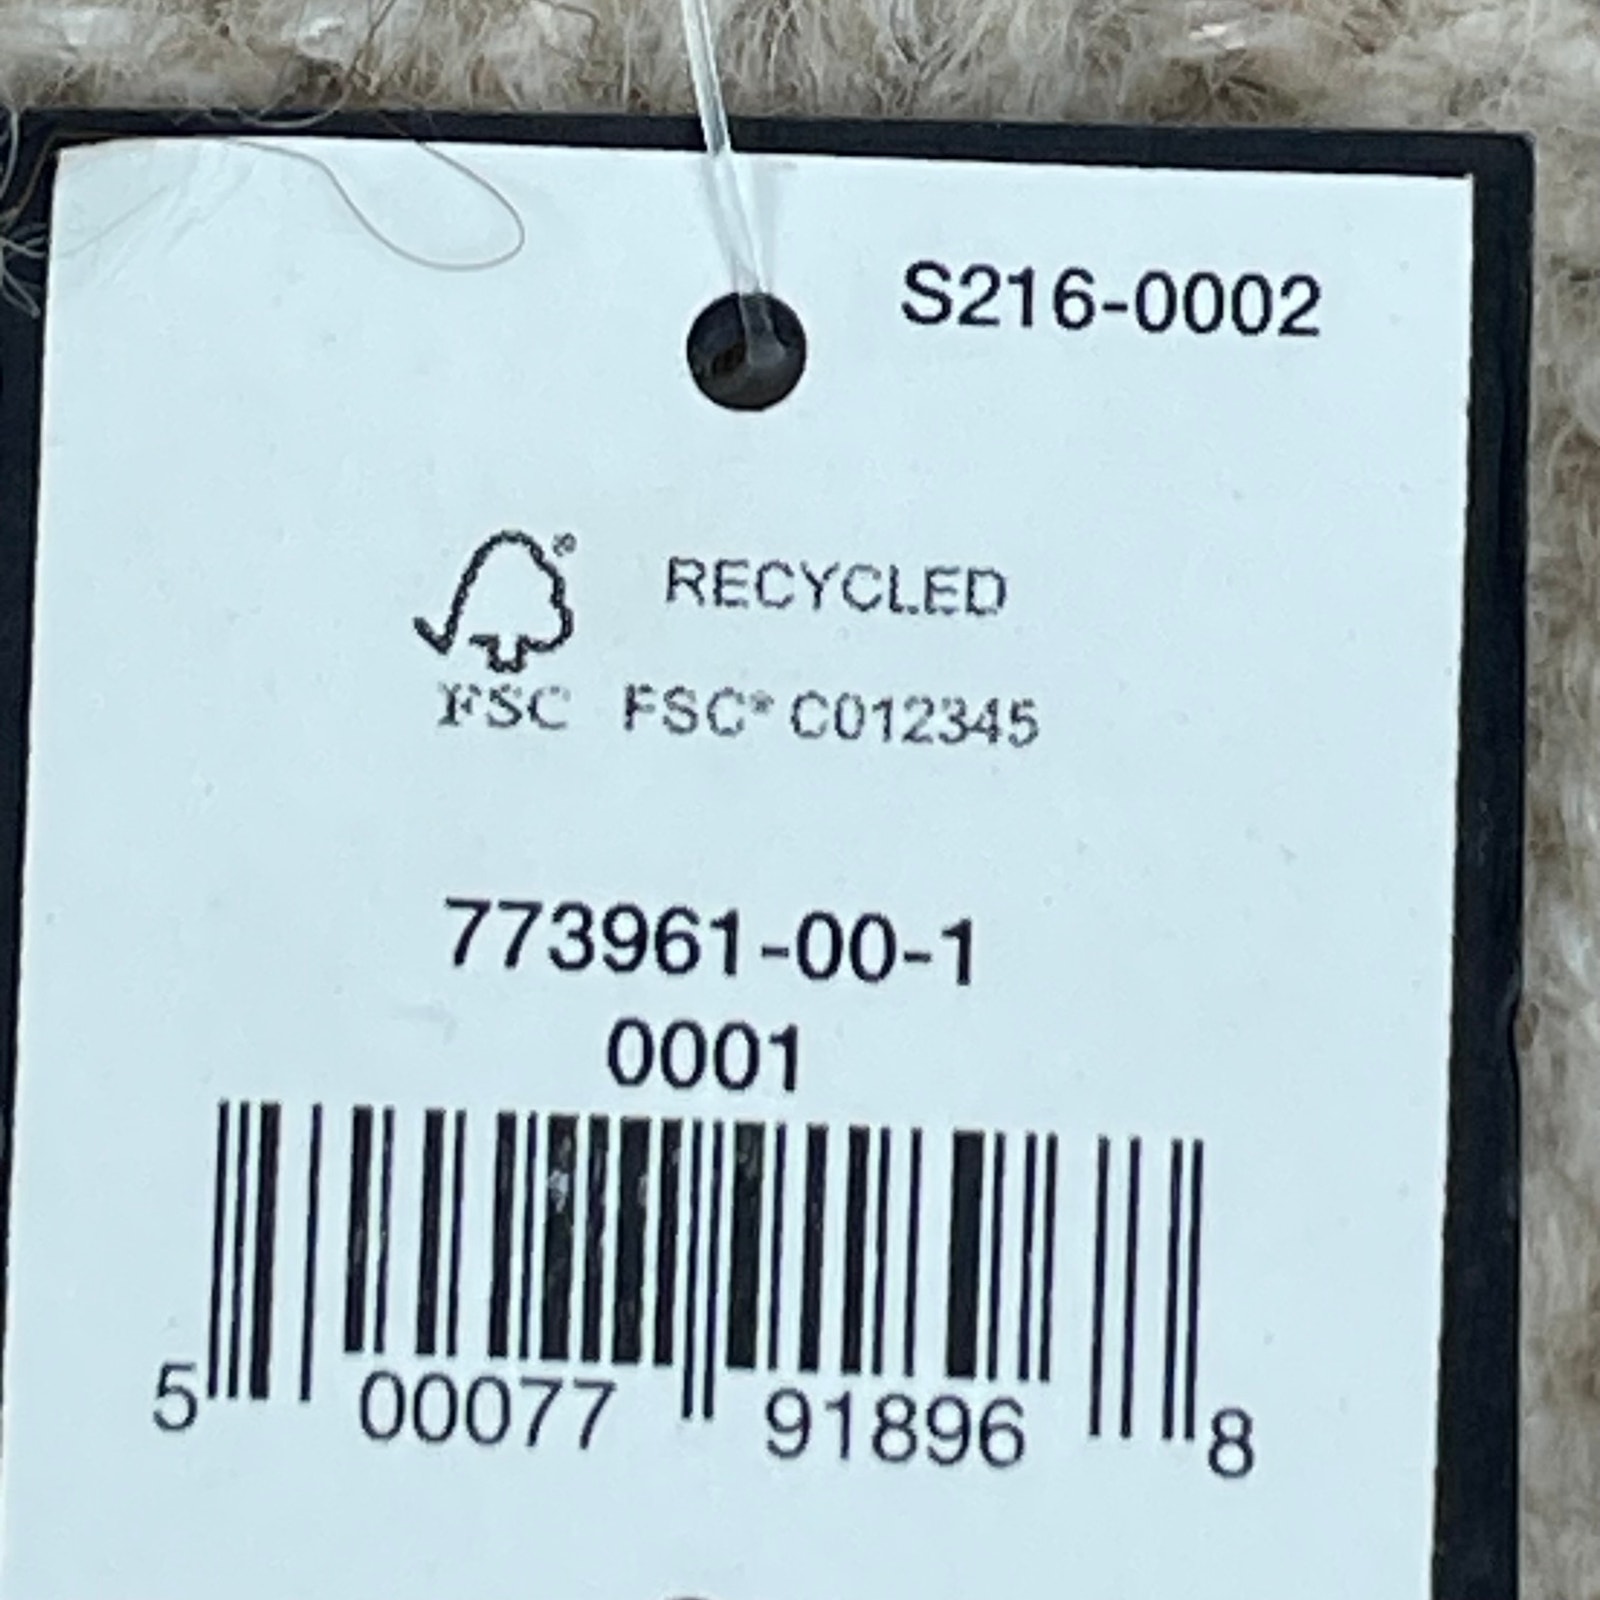 S216-0002
® RECYCLED
FSC FSC® C012345
773961-00-1
0001
5 00077 91896 8